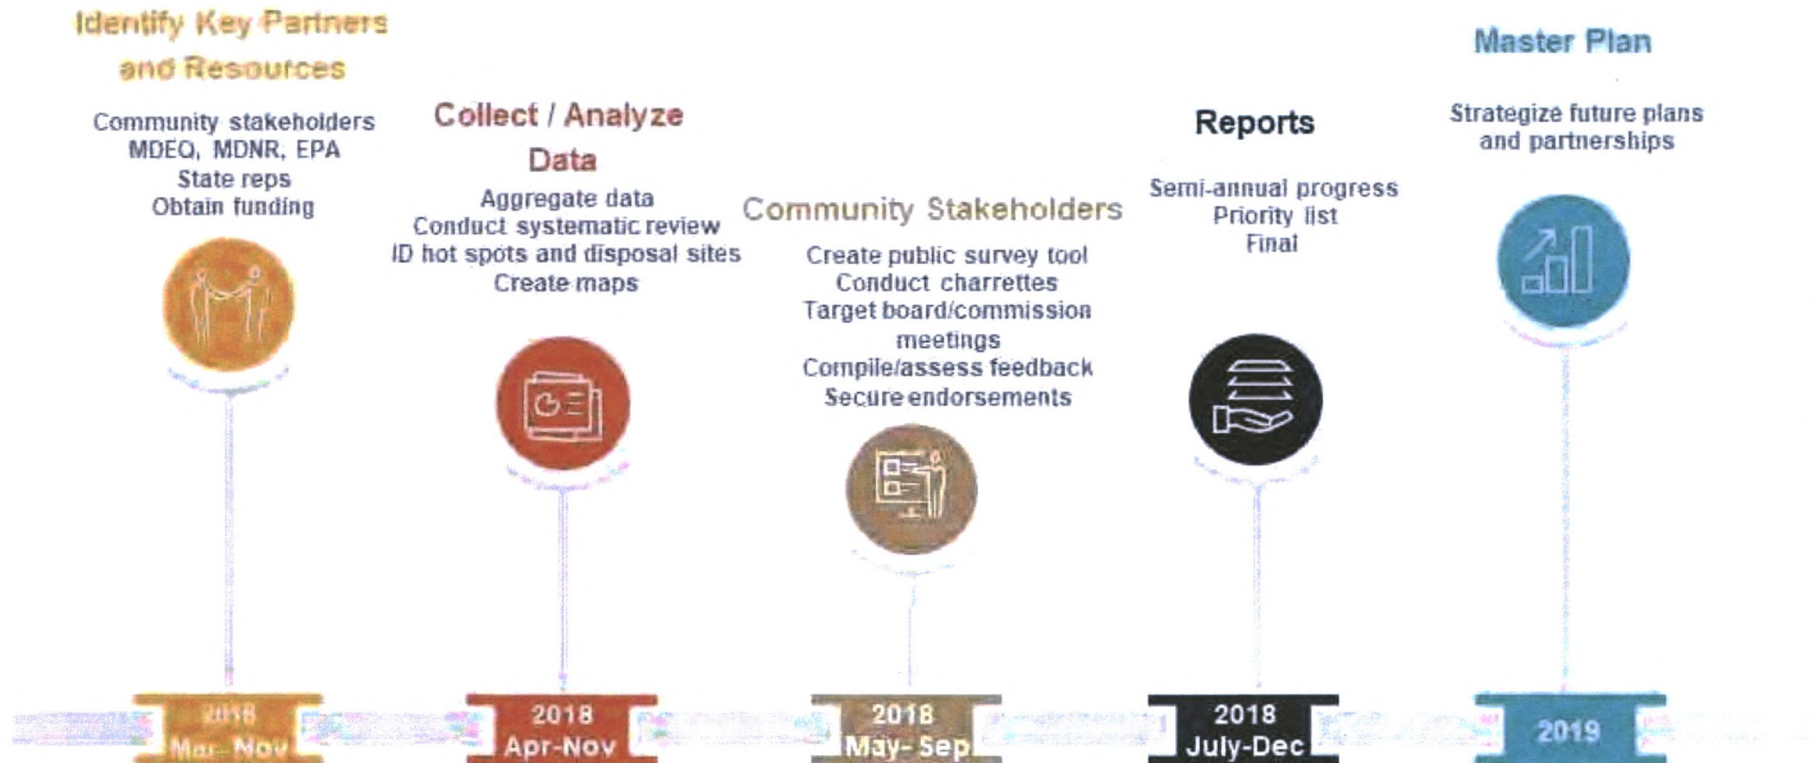 Identify Key Partners
and Resources
Community stakeholders
MDEQ, MDNR, EPA
State reps
Obtain funding
2018
Mar-Nov
Collect / Analyze
Data
Aggregate data
Conduct systematic review
ID hot spots and disposal sites
Create maps
2018
Apr-Nov
Community Stakeholders
Create public survey tool
Conduct charrettes
Target board/commission
meetings
Compile/assess feedback
Secure endorsements
2018
May- Sep
Reports
Semi-annual progress
Priority list
Final
2018
July-Dec
Master Plan
Strategize future plans
and partnerships
2019